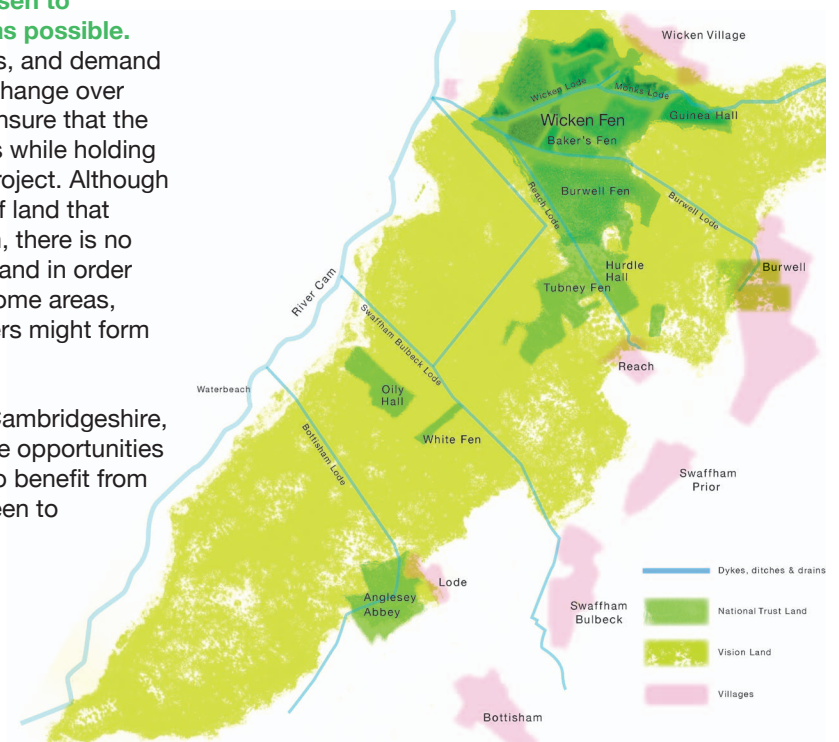 sen to
as possible.
s, and demand
hange over
nsure that the
s while holding
roject. Although
f land that
n, there is no
and in order
ome areas,
ers might form
Cambridgeshire,
e opportunities
o benefit from
een to
Wicken Village
Wicken Lode
Monks Lode
Guinea Hall
Wicken Fen
Baker's Fen
Burwell Fen
Reach Lode
Burwell Lode
Burwell
Hurdle
Hall
Tubney Fen
River Cam
Swaffham Bulbeck Lode
Reach
Waterbeach
Oily
Hall
White Fen
Bottisham Lode
Swaffham
Prior
Lode
Anglesey
Abbey
Swaffham
Bulbeck
Bottisham
Dykes, ditches & drains
National Trust Land
Vision Land
Villages